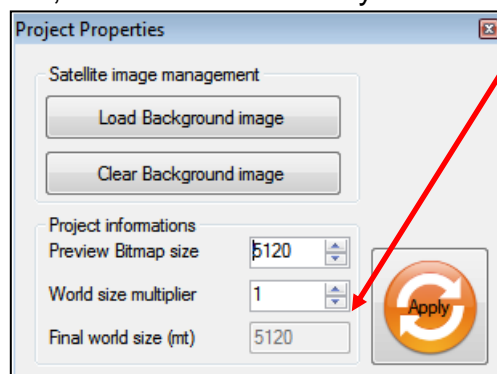 Project Properties
Satellite image management
Load Background image
Clear Background image
Project informations
Preview Bitmap size 5120
World size multiplier 1
Apply
Final world size (mt) 5120